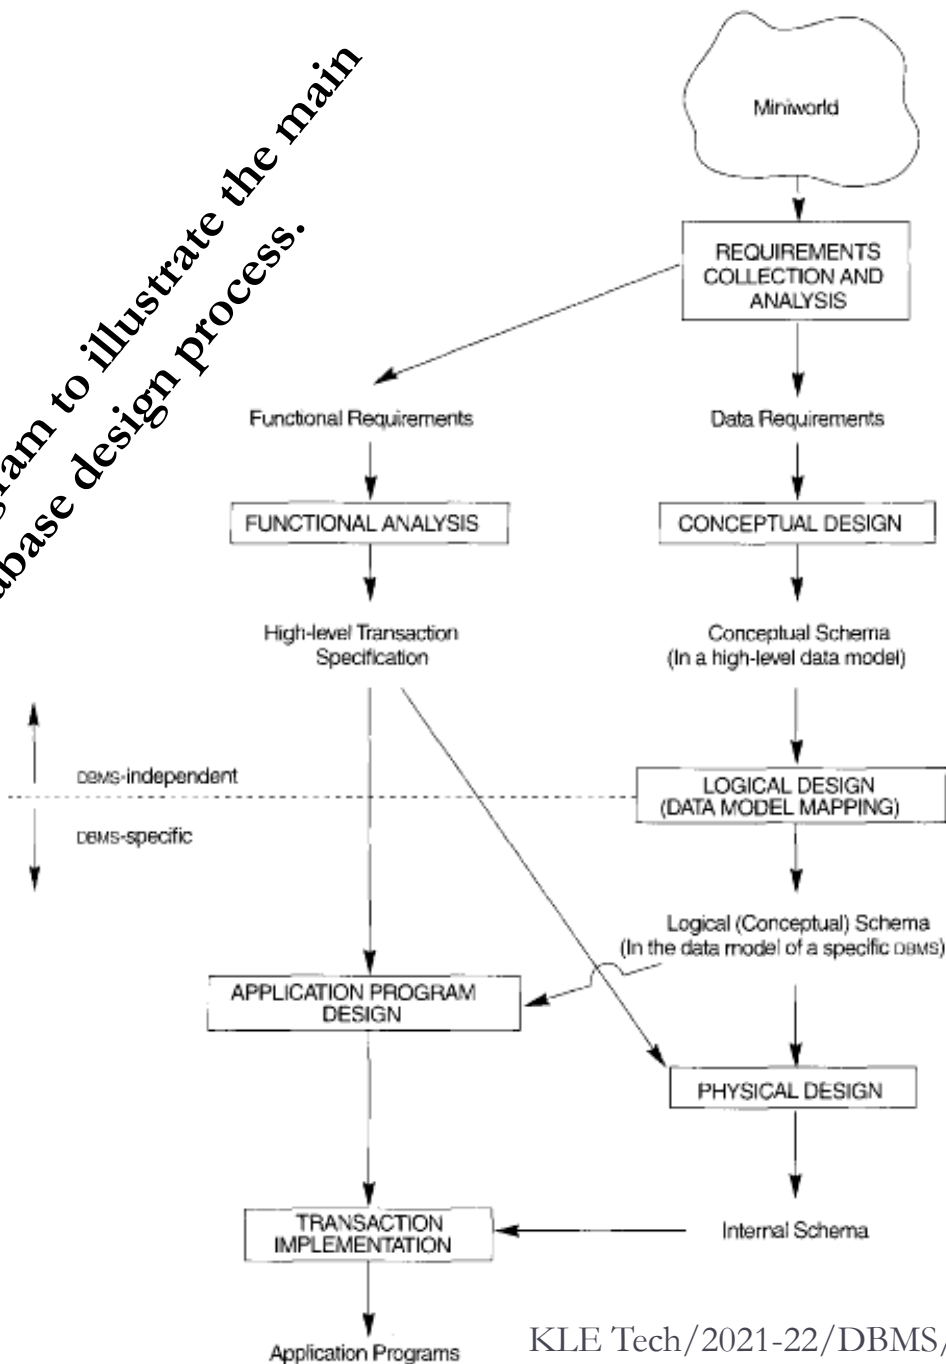 gram to illustrate the main
abase design process.
Miniworld
REQUIREMENTS
COLLECTION AND
ANALYSIS
Functional Requirements
Data Requirements
FUNCTIONAL ANALYSIS
CONCEPTUAL DESIGN
High-level Transaction
Specification
Conceptual Schema
(In a high-level data model)
DBMS-independent
LOGICAL DESIGN
(DATA MODEL MAPPING)
DBMS-specific
Logical (Conceptual) Schema
(In the data model of a specific DBMS)
APPLICATION PROGRAM
DESIGN
PHYSICAL DESIGN
TRANSACTION
IMPLEMENTATION
Internal Schema
Application Programs
KLE Tech/2021-22/DBMS/